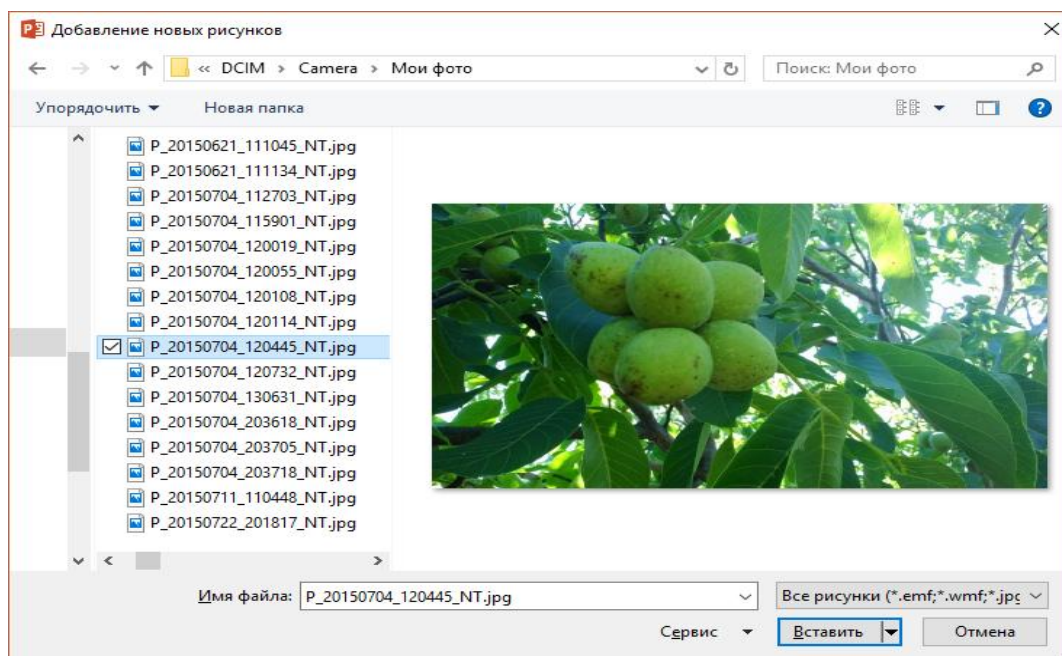 Добавление новых рисунков
« DCIM › Camera › Мои фото
Поиск: Мои фото
Упорядочить
Новая папка
P_20150621_111045_NT.jpg
P_20150621_111134_NT.jpg
P_20150704_112703_NT.jpg
P_20150704_115901_NT.jpg
P_20150704_120019_NT.jpg
P_20150704_120055_NT.jpg
P_20150704_120108_NT.jpg
P_20150704_120114_NT.jpg
P_20150704_120445_NT.jpg
P_20150704_120732_NT.jpg
P_20150704_130631_NT.jpg
P_20150704_203618_NT.jpg
P_20150704_203705_NT.jpg
P_20150704_203718_NT.jpg
P_20150711_110448_NT.jpg
P_20150722_201817_NT.jpg
Имя файла: P_20150704_120445_NT.jpg
Все рисунки (*.emf;*.wmf;*.jpg
Сервис
Вставить
Отмена